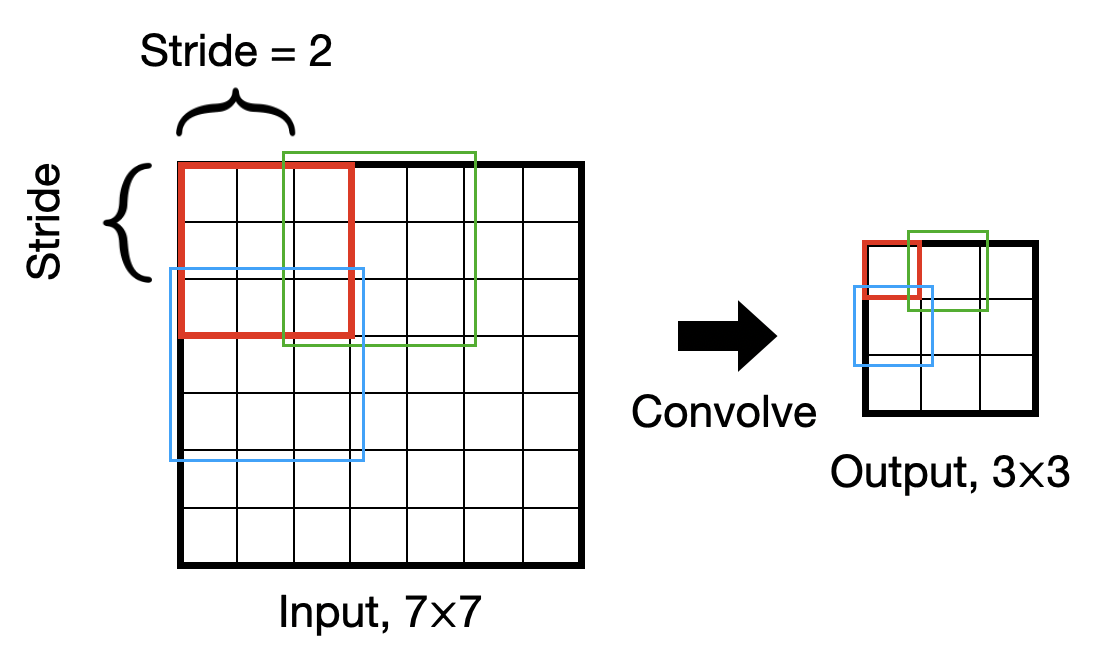 Stride = 2
Stride
Convolve
Output, 3×3
Input, 7×7